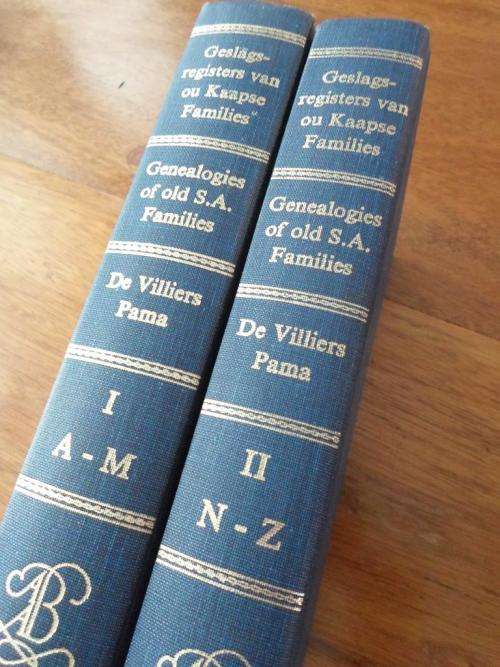 Geslags-
registers van
ou Kaapse
Families
Genealogies
of old S.A.
Families
De Villiers
Pama
I
A - M
AB
Geslags-
registers van
ou Kaapse
Families
Genealogies
of old S.A.
Families
De Villiers
Pama
II
N - Z